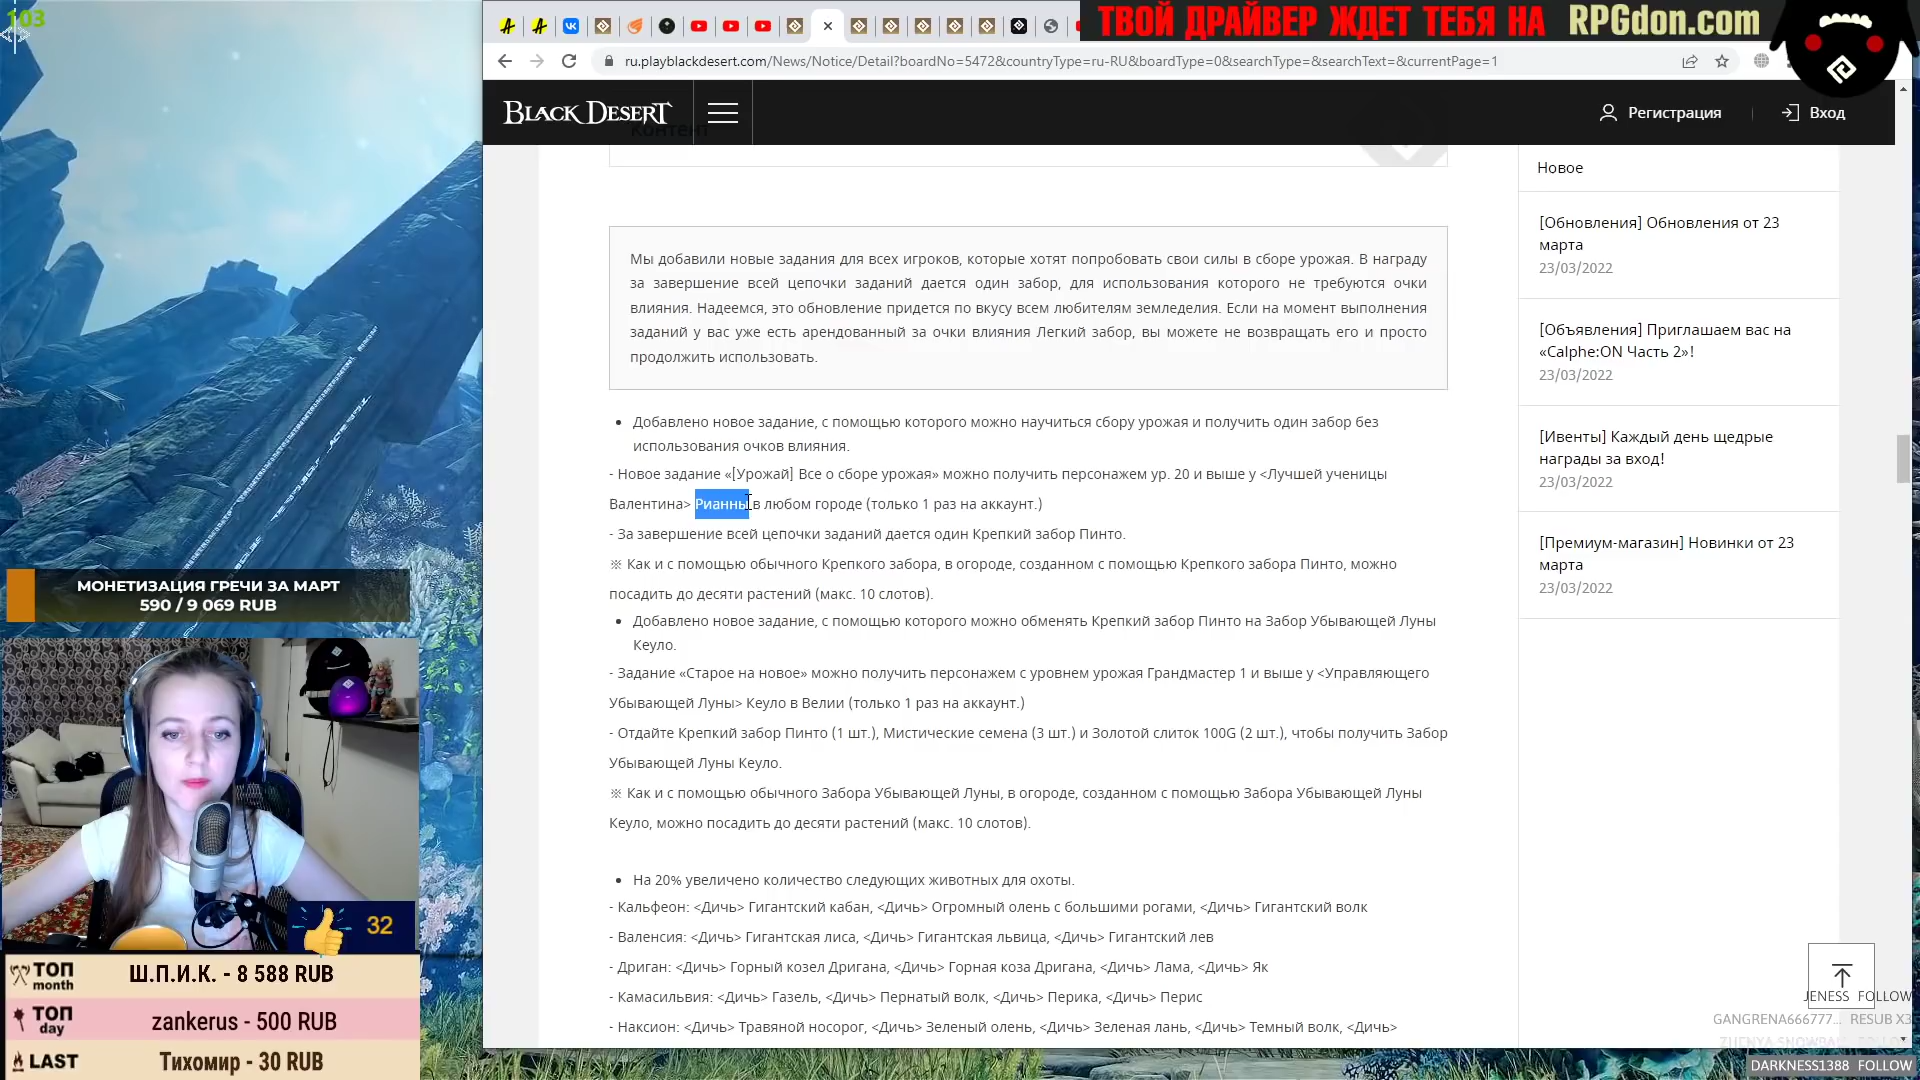 103
ТВОЙ ДРАЙВЕР ЖДЕТ ТЕБЯ НА RPGdon.com
ru.playblackdesert.com/News/Notice/Detail?boardNo=5472&countryType=ru-RU&boardType=0&searchType=&searchText=&currentPage=1
BLACK DESERT
Регистрация
Вход
Контент
Мы добавили новые задания для всех игроков, которые хотят попробовать свои силы в сборе урожая. В награду
за завершение всей цепочки заданий дается один забор, для использования которого не требуются очки
влияния. Надеемся, это обновление придется по вкусу всем любителям земледелия. Если на момент выполнения
заданий у вас уже есть арендованный за очки влияния Легкий забор, вы можете не возвращать его и просто
продолжить использовать.
• Добавлено новое задание, с помощью которого можно научиться сбору урожая и получить один забор без
использования очков влияния.
- Новое задание «[Урожай] Все о сборе урожая» можно получить персонажем ур. 20 и выше у <Лучшей ученицы
Валентина> Рианны в любом городе (только 1 раз на аккаунт.)
- За завершение всей цепочки заданий дается один Крепкий забор Пинто.
※ Как и с помощью обычного Крепкого забора, в огороде, созданном с помощью Крепкого забора Пинто, можно
посадить до десяти растений (макс. 10 слотов).
• Добавлено новое задание, с помощью которого можно обменять Крепкий забор Пинто на Забор Убывающей Луны
Кеуло.
- Задание «Старое на новое» можно получить персонажем с уровнем урожая Грандмастер 1 и выше у <Управляющего
Убывающей Луны> Кеуло в Велии (только 1 раз на аккаунт.)
- Отдайте Крепкий забор Пинто (1 шт.), Мистические семена (3 шт.) и Золотой слиток 100G (2 шт.), чтобы получить Забор
Убывающей Луны Кеуло.
※ Как и с помощью обычного Забора Убывающей Луны, в огороде, созданном с помощью Забора Убывающей Луны
Кеуло, можно посадить до десяти растений (макс. 10 слотов).
• На 20% увеличено количество следующих животных для охоты.
- Кальфеон: <Дичь> Гигантский кабан, <Дичь> Огромный олень с большими рогами, <Дичь> Гигантский волк
- Валенсия: <Дичь> Гигантская лиса, <Дичь> Гигантская львица, <Дичь> Гигантский лев
- Дриган: <Дичь> Горный козел Дригана, <Дичь> Горная коза Дригана, <Дичь> Лама, <Дичь> Як
- Камасильвия: <Дичь> Газель, <Дичь> Пернатый волк, <Дичь> Перика, <Дичь> Перис
- Наксион: <Дичь> Травяной носорог, <Дичь> Зеленый олень, <Дичь> Зеленая лань, <Дичь> Темный волк, <Дичь>
Новое
[Обновления] Обновления от 23
марта
23/03/2022
[Объявления] Приглашаем вас на
«Calphe:ON Часть 2»!
23/03/2022
[Ивенты] Каждый день щедрые
награды за вход!
23/03/2022
[Премиум-магазин] Новинки от 23
марта
23/03/2022
МОНЕТИЗАЦИЯ ГРЕЧИ ЗА МАРТ
590 / 9 069 RUB
32
ТОП month Ш.П.И.К. - 8 588 RUB
ТОП day zankerus - 500 RUB
LAST Тихомир - 30 RUB
JENESS FOLLOW
GANGRENA666777... RESUB X3
DARKNESS1388 FOLLOW